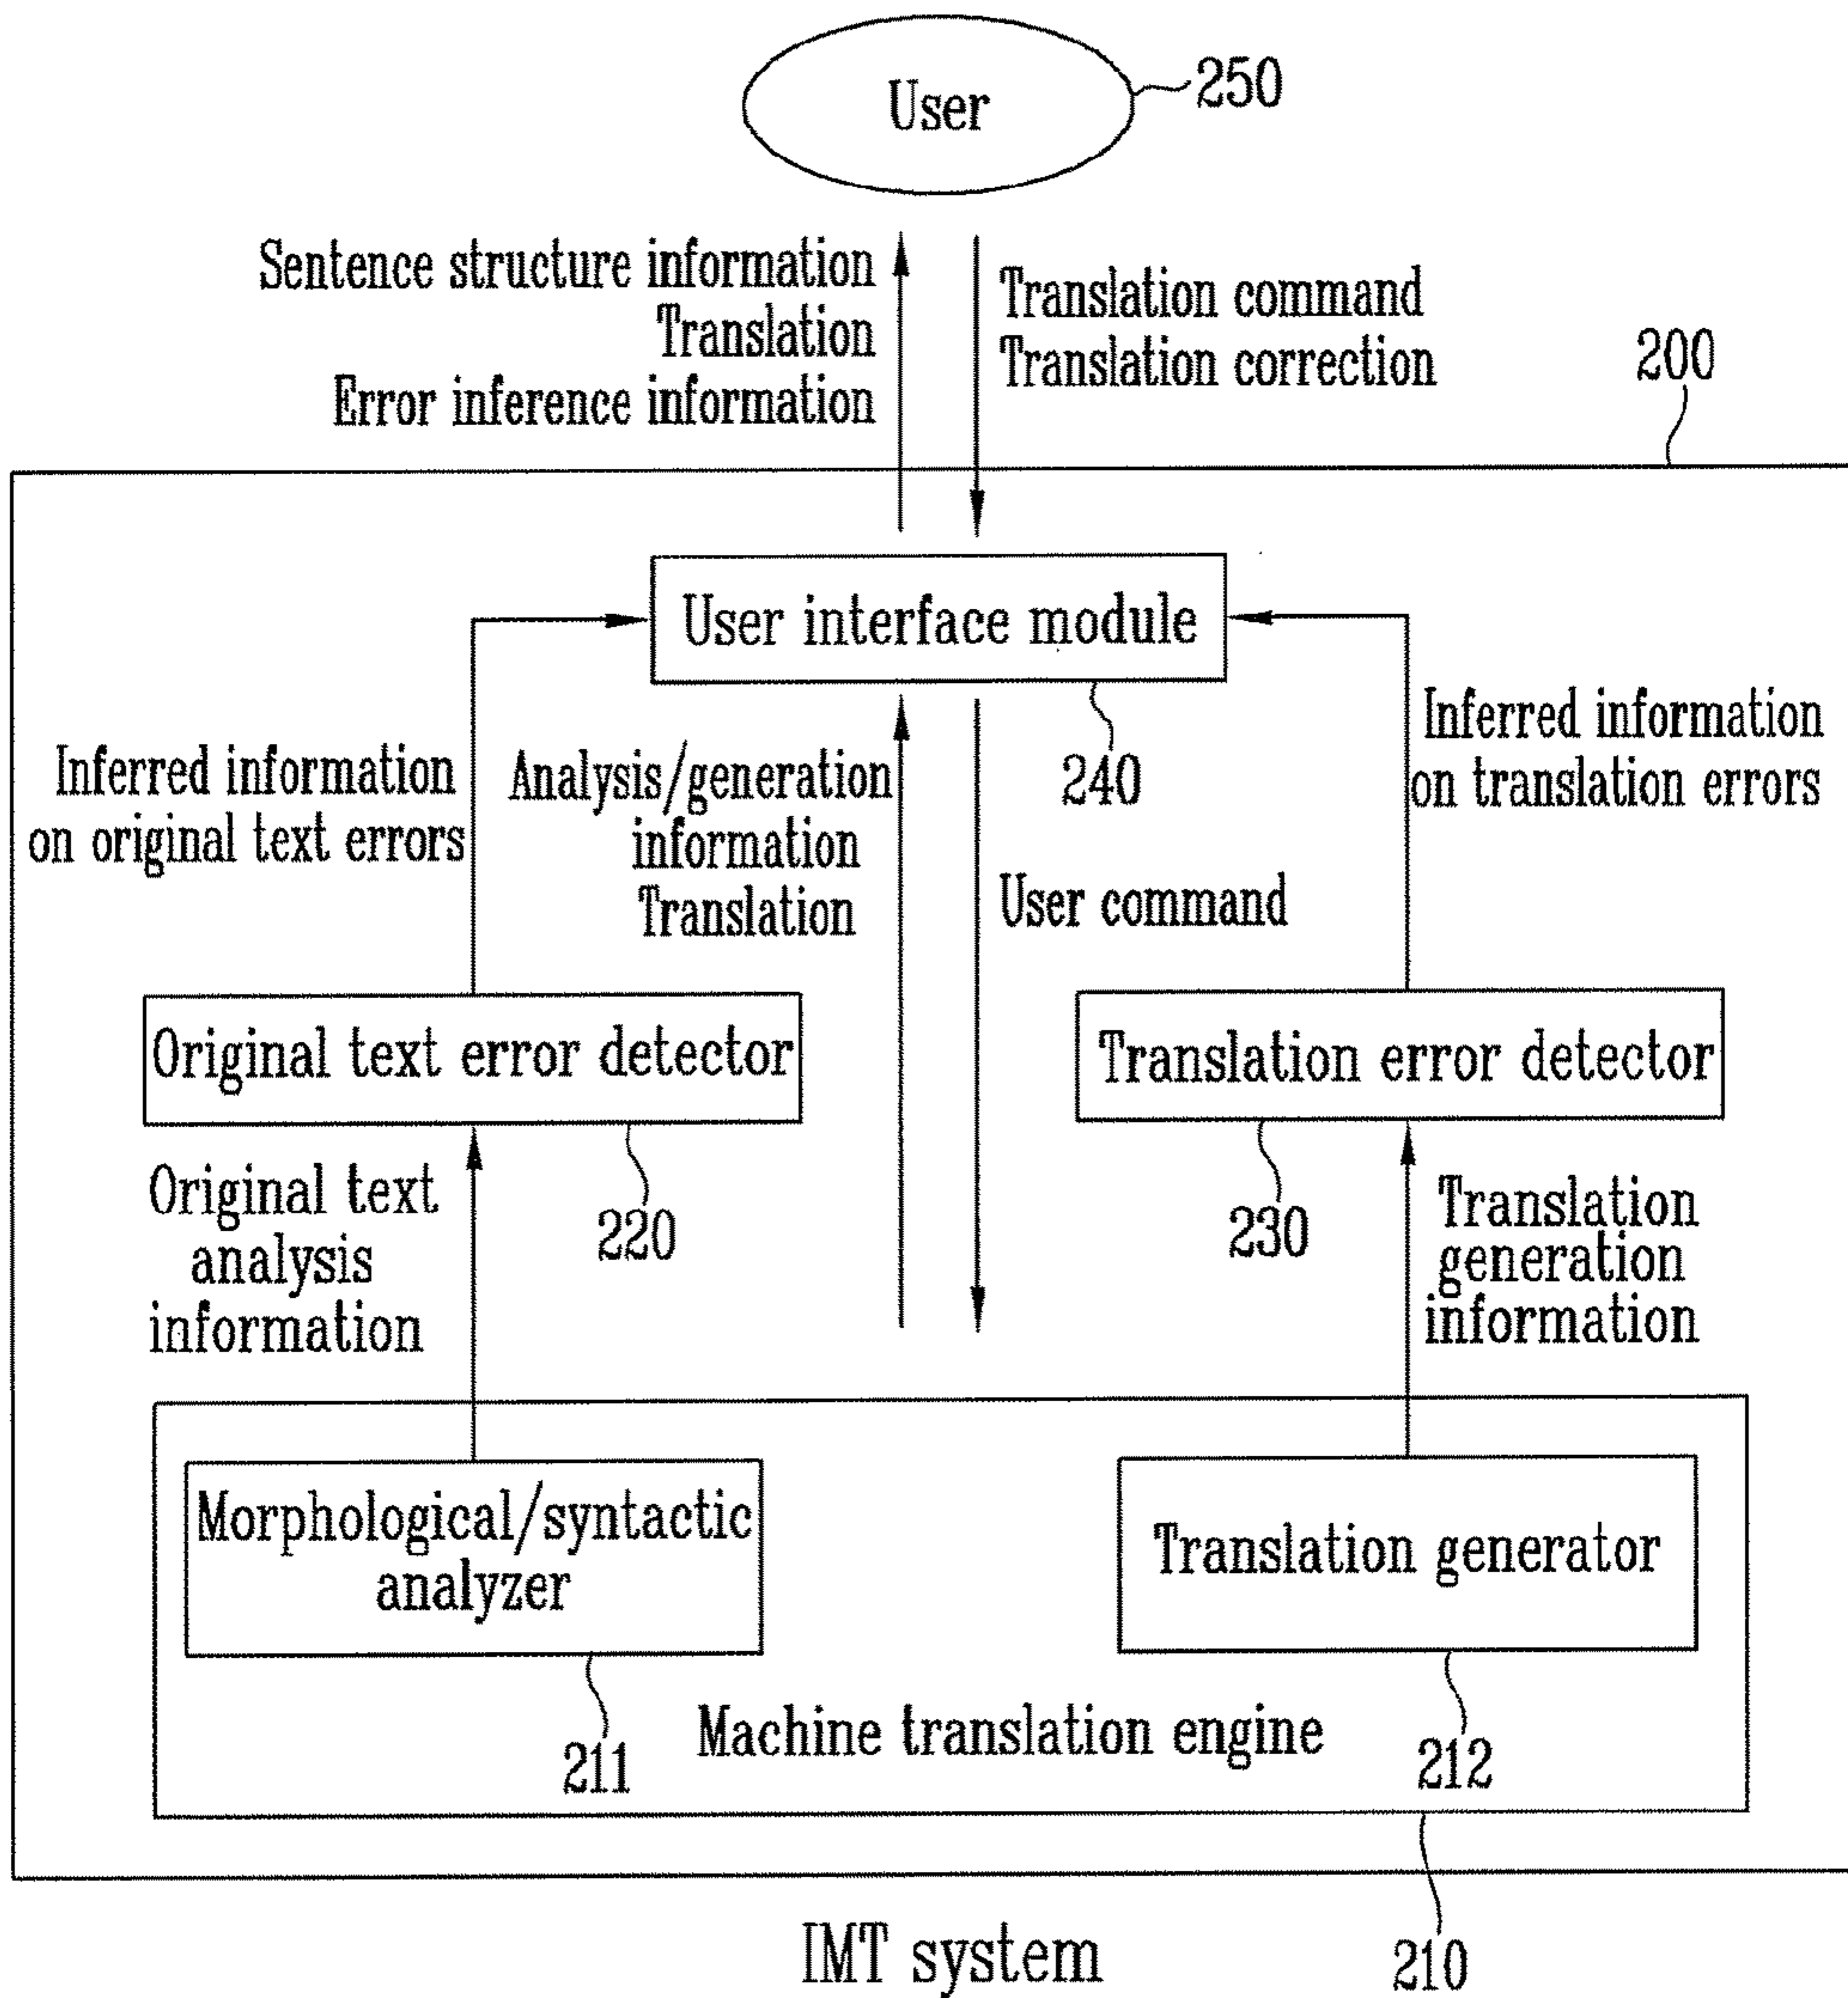 User
250
Sentence structure information
Translation
Error inference information
Translation command
Translation correction
200
User interface module
240
Inferred information
on original text errors
Analysis/generation
information
Translation
User command
Inferred information
on translation errors
Original text error detector
220
Translation error detector
230
Original text
analysis
information
Translation
generation
information
Morphological/syntactic
analyzer
211
Translation generator
212
Machine translation engine
210
IMT system